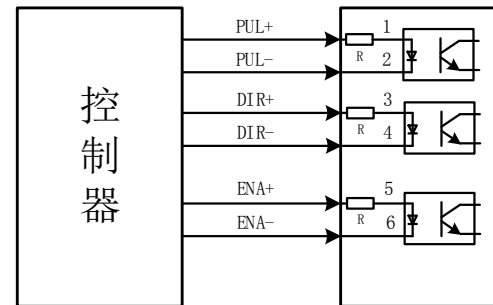 控制器
PUL+
1
R
PUL-
2
DIR+
3
R
DIR-
4
ENA+
5
R
ENA-
6